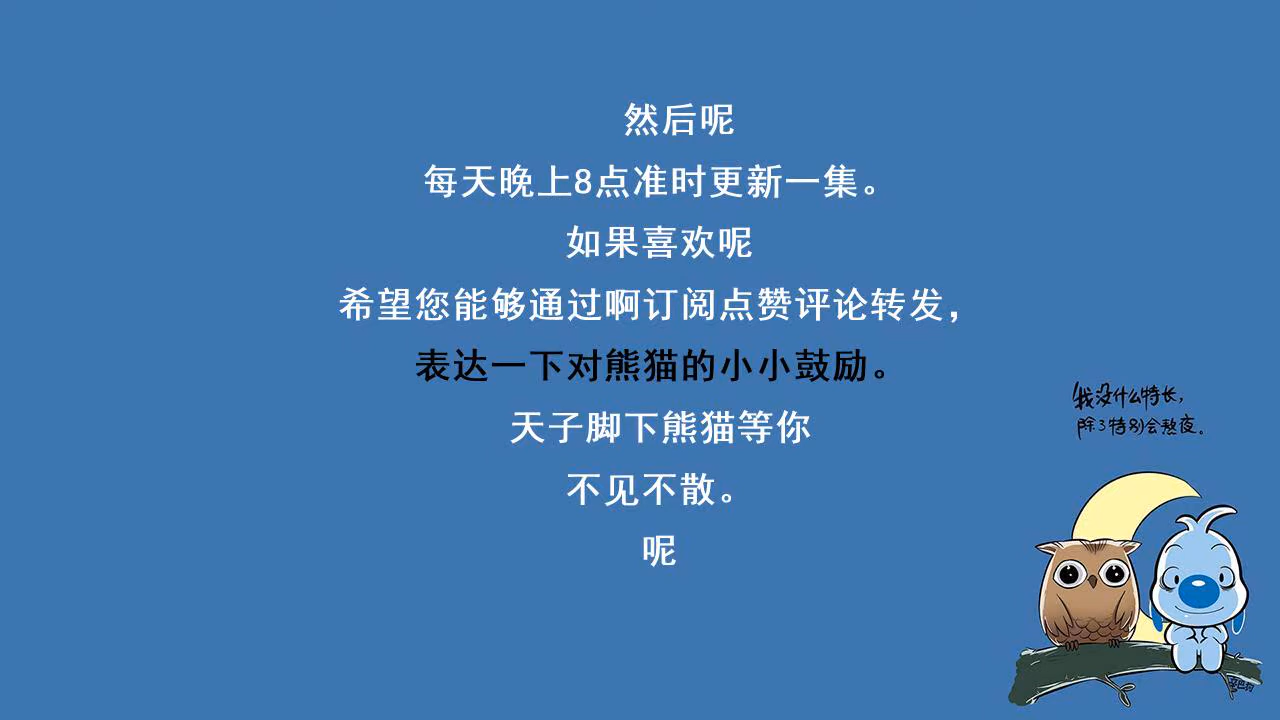 然后呢
每天晚上8点准时更新一集。
如果喜欢呢
希望您能够通过啊订阅点赞评论转发，
表达一下对熊猫的小小鼓励。
天子脚下熊猫等你
不见不散。
呢
我没什么特长，
除了特别会熬夜。